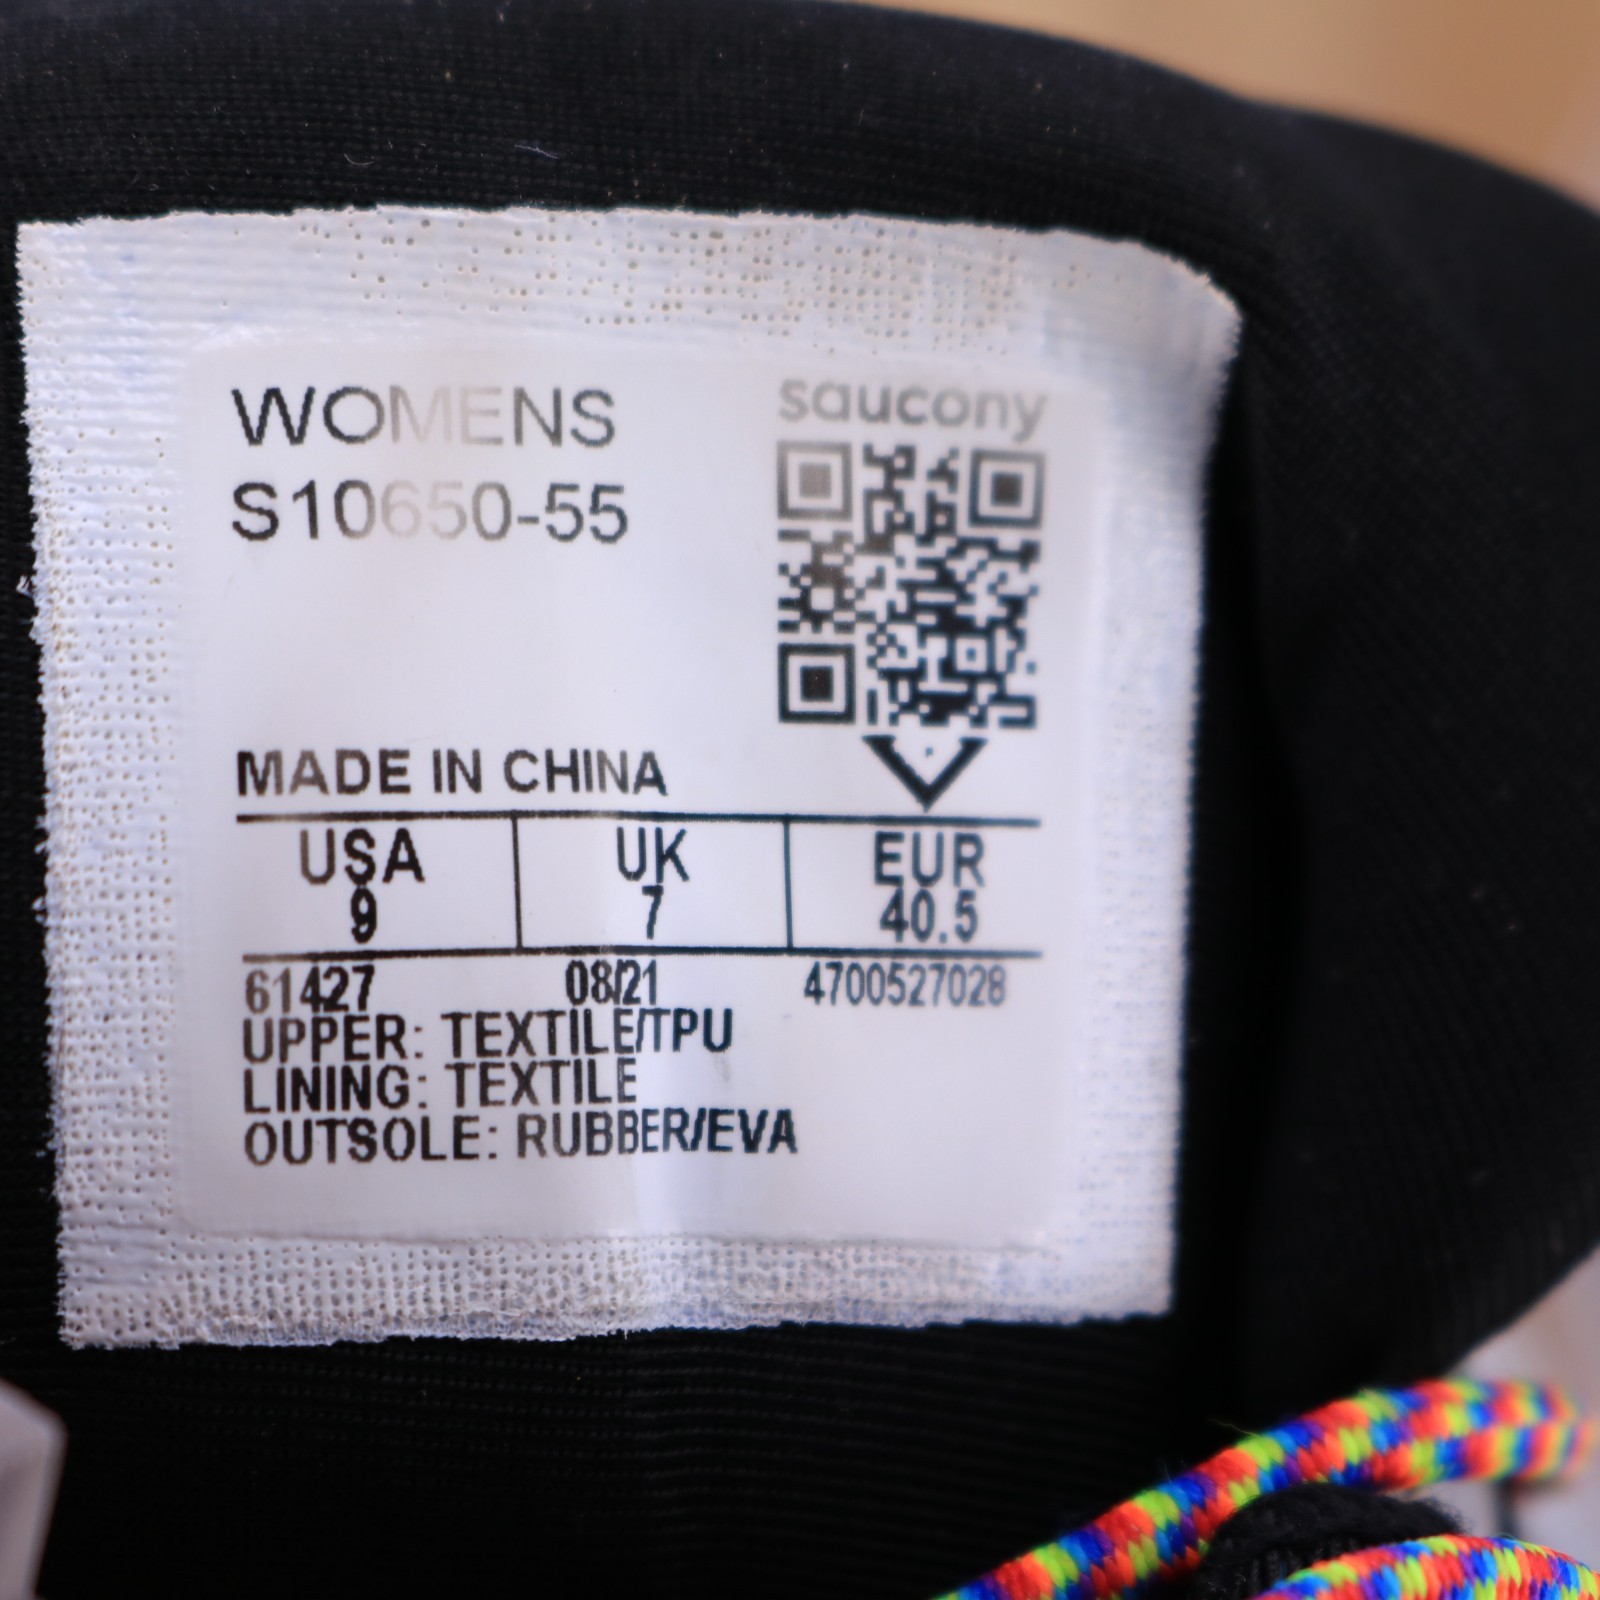 WOMENS
saucony
S10650-55
MADE IN CHINA
USA UK EUR
9 7 40.5
61427 08/21 4700527028
UPPER: TEXTILE/TPU
LINING: TEXTILE
OUTSOLE: RUBBER/EVA